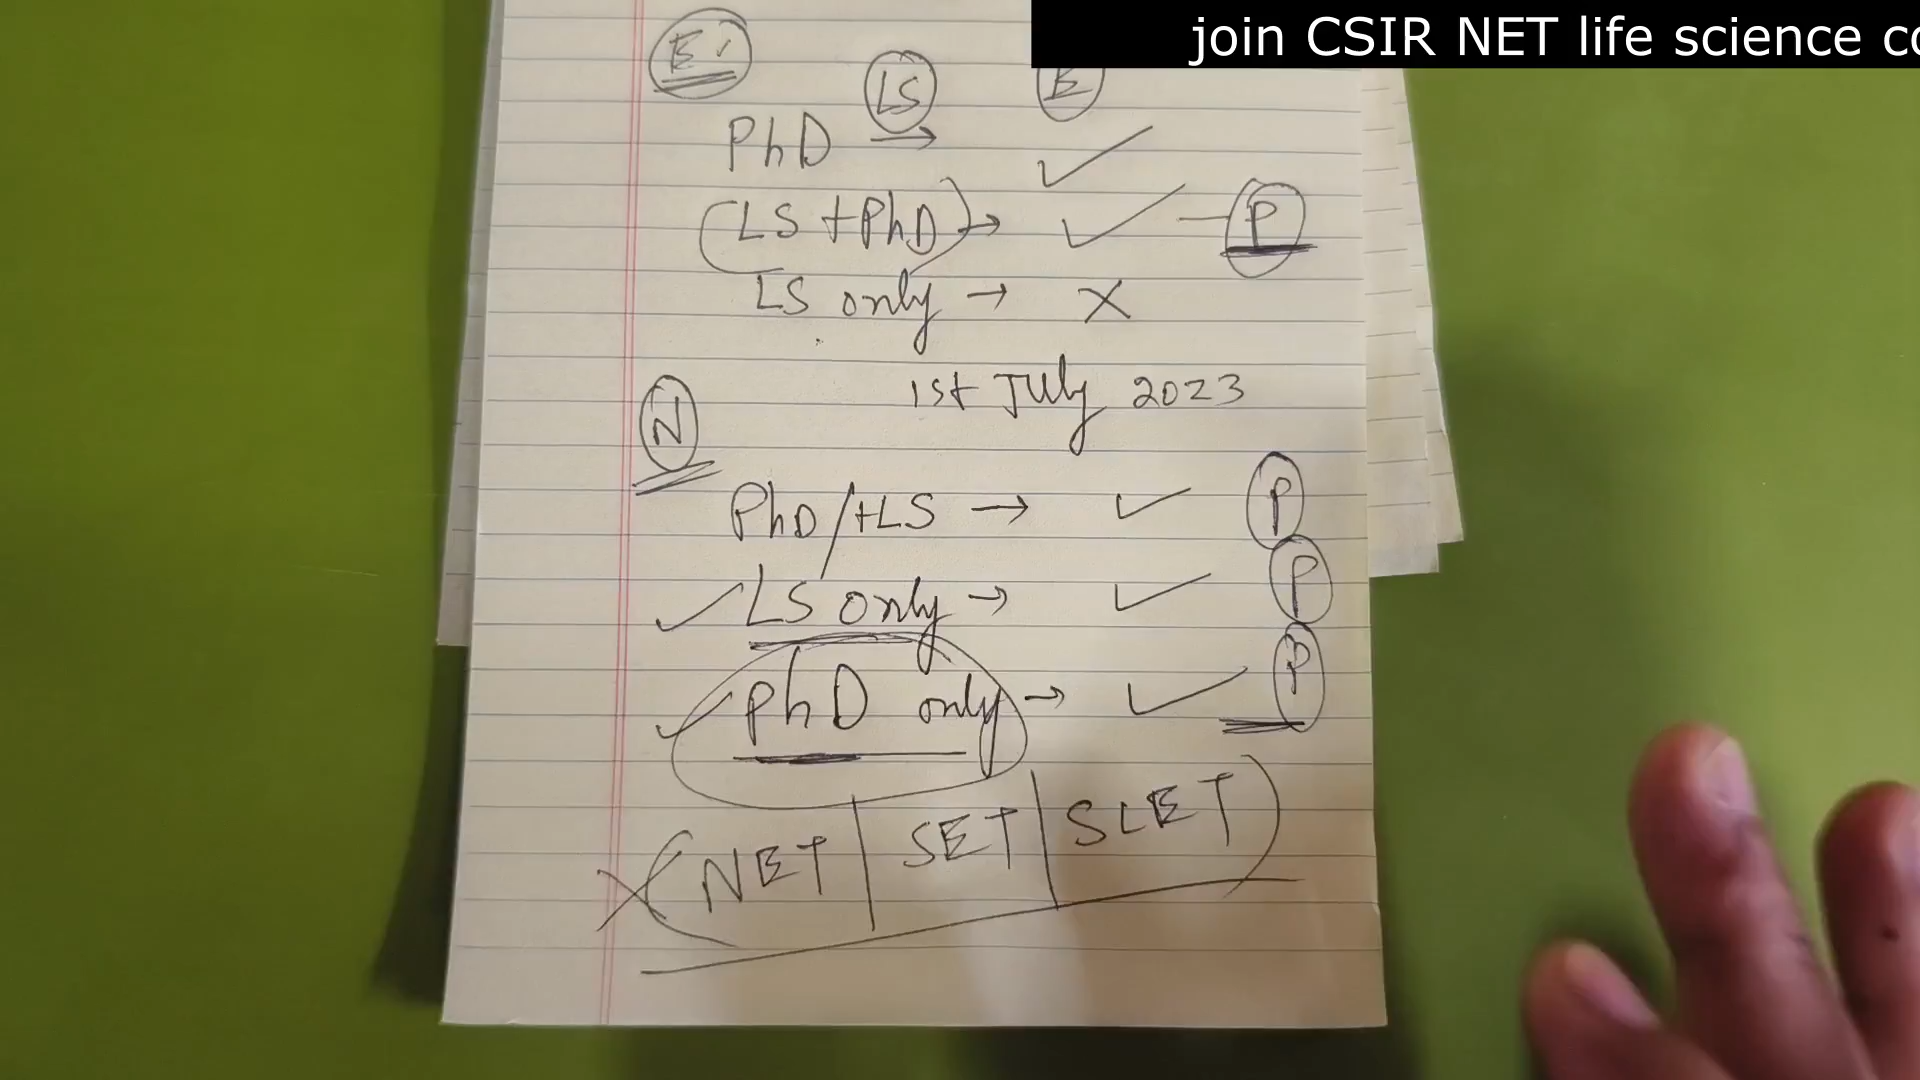 join CSIR NET life science co
E
LS
E
PhD →
(LS + PhD) → ✓ — P
LS only → X
1st July 2023
N
PhD/+LS → ✓ P
✓ LS only → ✓ P
✓ phD only → ✓ P
X (NET | SET | SLET)